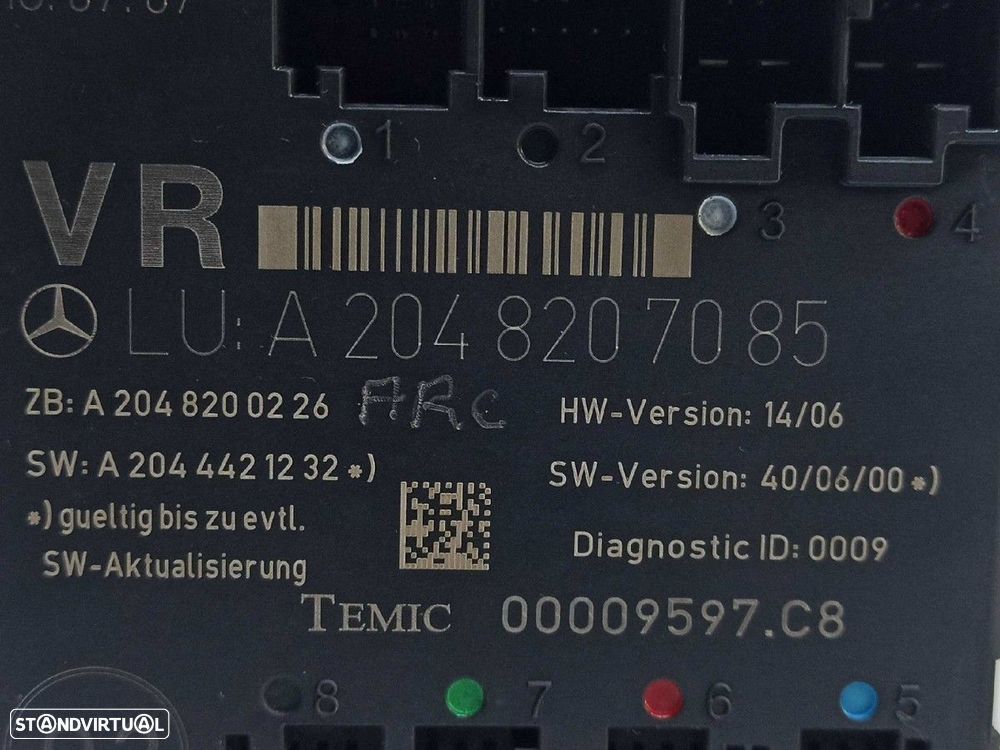 1 2
3 4
VR
LU: A 204 820 70 85
ZB: A 204 820 02 26 ARC HW-Version: 14/06
SW: A 204 442 12 32 *) SW-Version: 40/06/00 *)
*) gueltig bis zu evtl.
SW-Aktualisierung Diagnostic ID: 0009
TEMIC 00009597.C8
8 7 6 5
STANDVIRTUAL